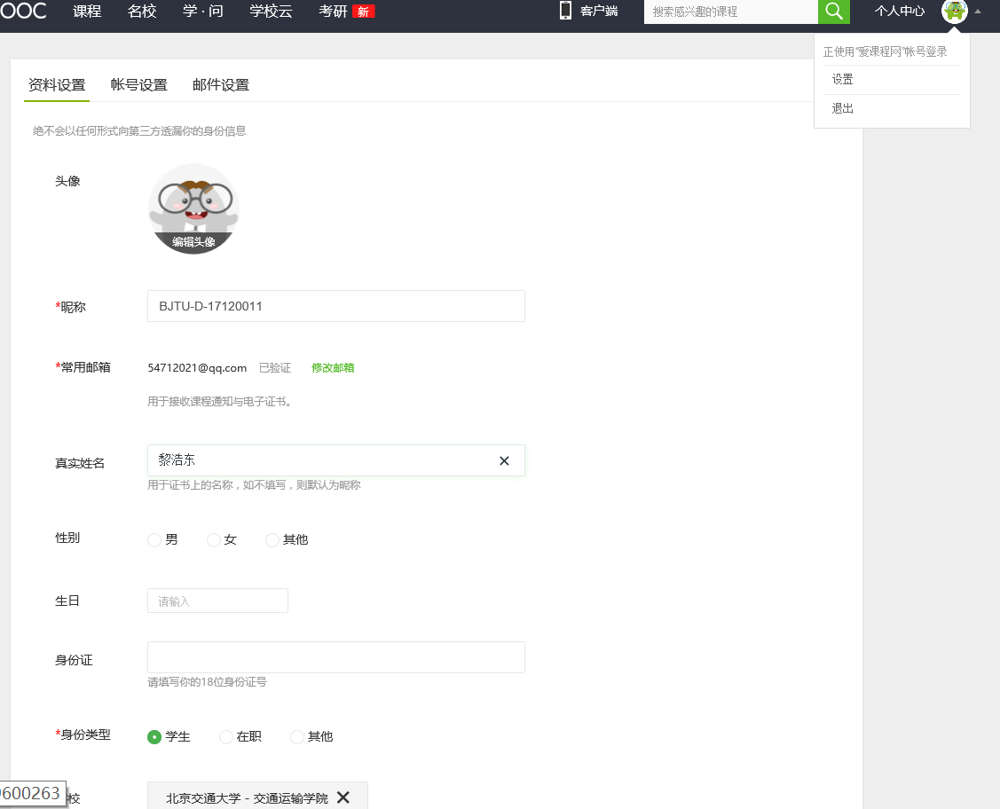 OOC 课程 名校 学·问 学校云 考研 新 客户端 搜索感兴趣的课程 个人中心
正使用“爱课程网”帐号登录
设置
退出
资料设置 帐号设置 邮件设置
绝不会以任何形式向第三方透漏你的身份信息
头像
编辑头像
*昵称 BJTU-D-17120011
*常用邮箱 54712021@qq.com 已验证 修改邮箱
用于接收课程通知与电子证书。
真实姓名 黎浩东
用于证书上的名称，如不填写，则默认为昵称
性别 男 女 其他
生日 请输入
身份证
请填写你的18位身份证号
*身份类型 学生 在职 其他
600263 校 北京交通大学 - 交通运输学院